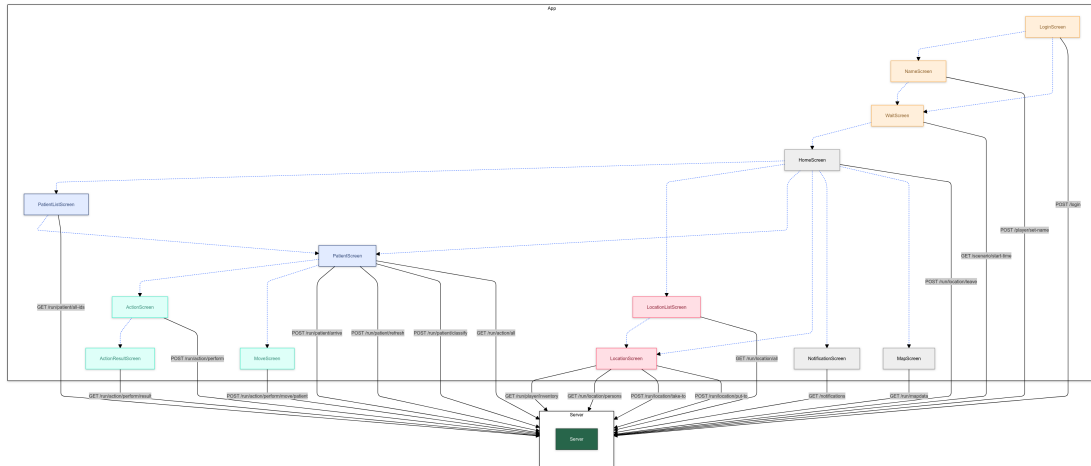 App
LoginScreen
NameScreen
WaitScreen
HomeScreen
PatientListScreen
POST /login
POST /player/set-name
PatientScreen
GET /scenario/start-time
POST /run/location/leave
ActionScreen
LocationListScreen
GET /run/patient/all-ids
POST /run/patient/arrive
POST /run/patient/refresh
POST /run/patient/classify
GET /run/action/all
ActionResultScreen
POST /run/action/perform
MoveScreen
LocationScreen
GET /run/location/all
NotificationScreen
MapScreen
GET /run/action/perform/result
POST /run/action/perform/move/patient
GET /run/player/inventory
GET /run/location/persons
POST /run/location/take-to
POST /run/location/put-to
GET /notifications
GET /run/mapdata
Server
Server